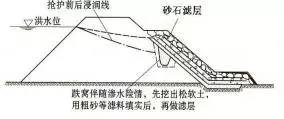 抢护前后浸润线
砂石滤层
洪水位
跌窝伴随渗水险情，先挖出松软土，
用粗砂等滤料填实后，再做滤层